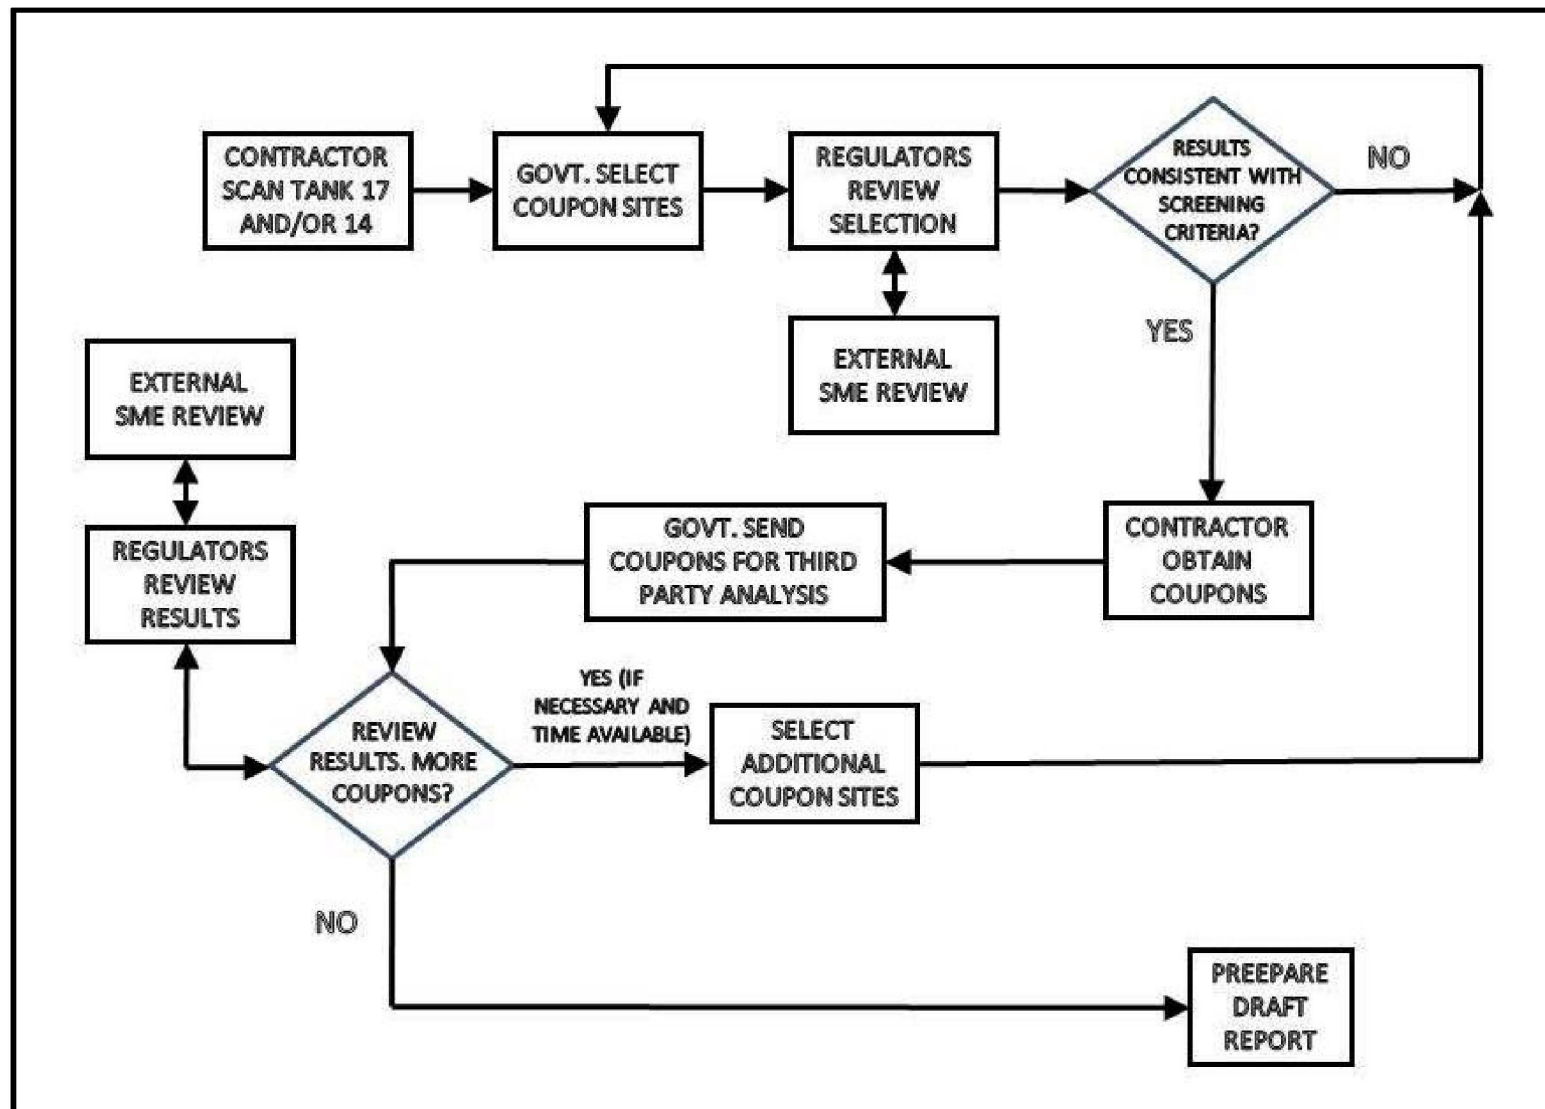 CONTRACTOR
SCAN TANK 17
AND/OR 14
GOVT. SELECT
COUPON SITES
REGULATORS
REVIEW
SELECTION
RESULTS
CONSISTENT WITH
SCREENING
CRITERIA?
NO
YES
EXTERNAL
SME REVIEW
EXTERNAL
SME REVIEW
REGULATORS
REVIEW
RESULTS
GOVT. SEND
COUPONS FOR THIRD
PARTY ANALYSIS
CONTRACTOR
OBTAIN
COUPONS
REVIEW
RESULTS. MORE
COUPONS?
YES (IF
NECESSARY AND
TIME AVAILABLE)
SELECT
ADDITIONAL
COUPON SITES
NO
PREEPARE
DRAFT
REPORT